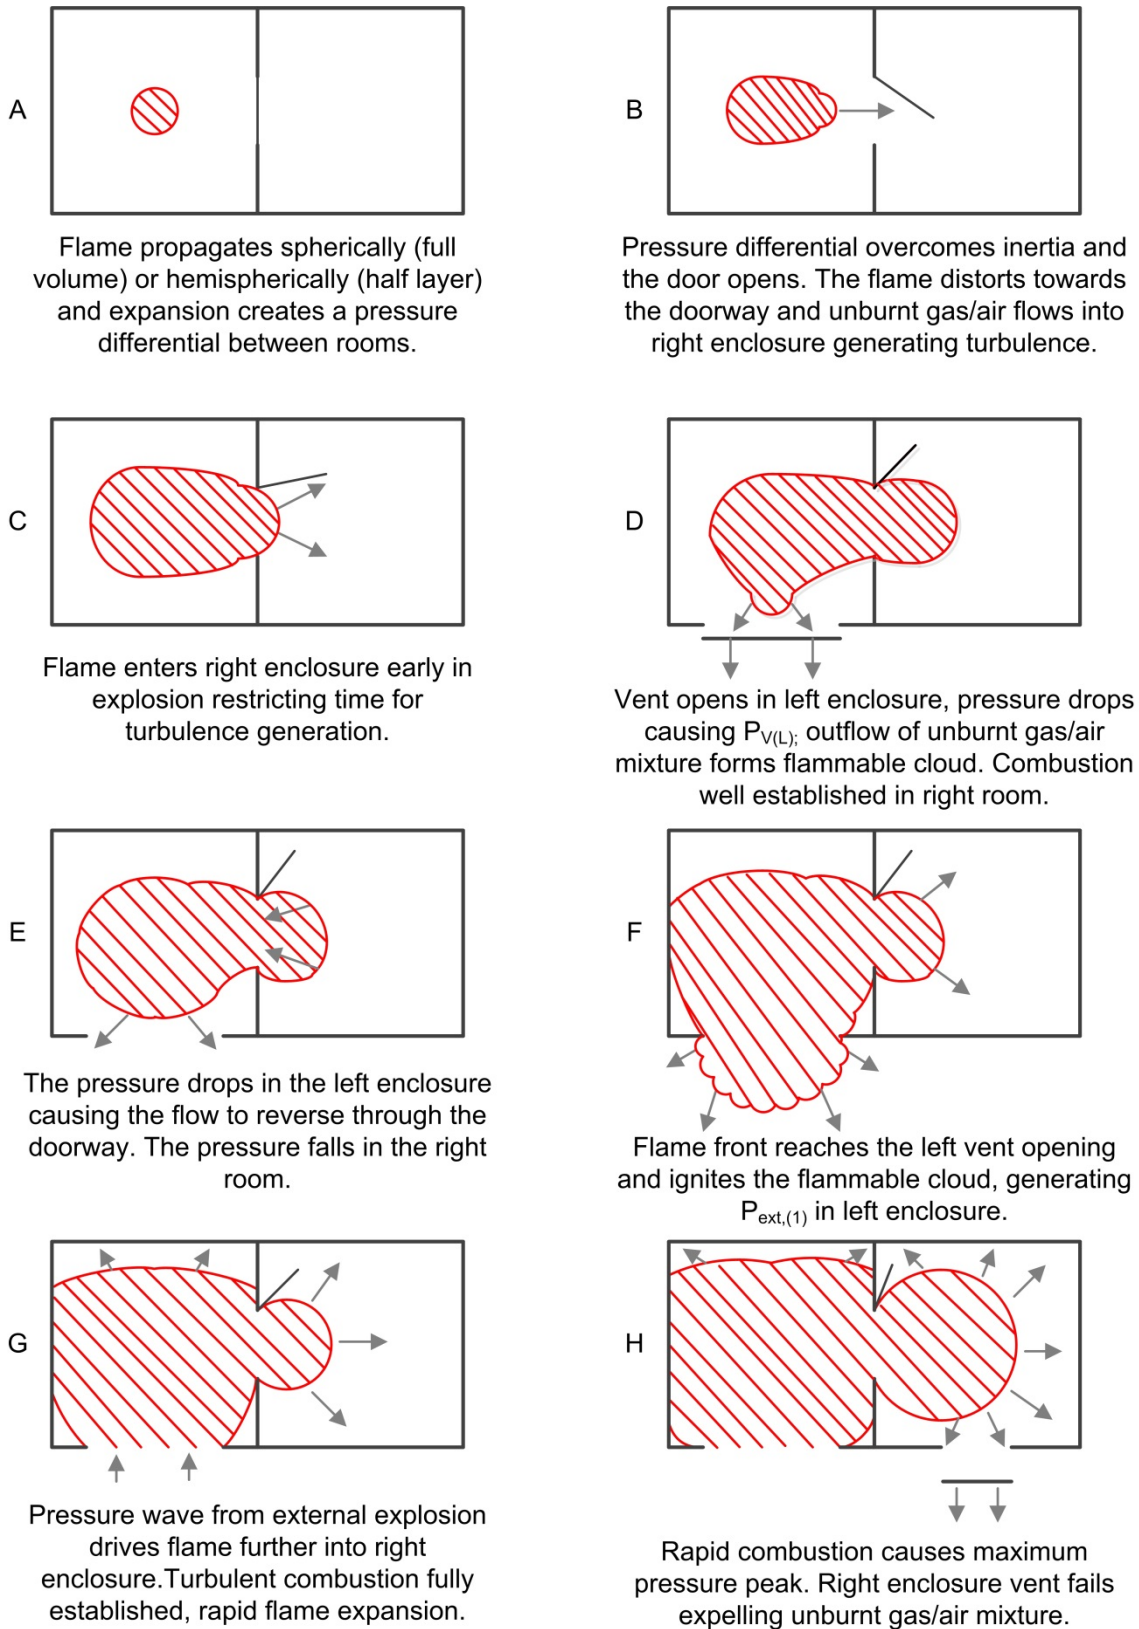 A
Flame propagates spherically (full
volume) or hemispherically (half layer)
and expansion creates a pressure
differential between rooms.
B
Pressure differential overcomes inertia and
the door opens. The flame distorts towards
the doorway and unburnt gas/air flows into
right enclosure generating turbulence.
C
Flame enters right enclosure early in
explosion restricting time for
turbulence generation.
D
Vent opens in left enclosure, pressure drops
causing PV(L); outflow of unburnt gas/air
mixture forms flammable cloud. Combustion
well established in right room.
E
The pressure drops in the left enclosure
causing the flow to reverse through the
doorway. The pressure falls in the right
room.
F
Flame front reaches the left vent opening
and ignites the flammable cloud, generating
Pext,(1) in left enclosure.
G
Pressure wave from external explosion
drives flame further into right
enclosure.Turbulent combustion fully
established, rapid flame expansion.
H
Rapid combustion causes maximum
pressure peak. Right enclosure vent fails
expelling unburnt gas/air mixture.